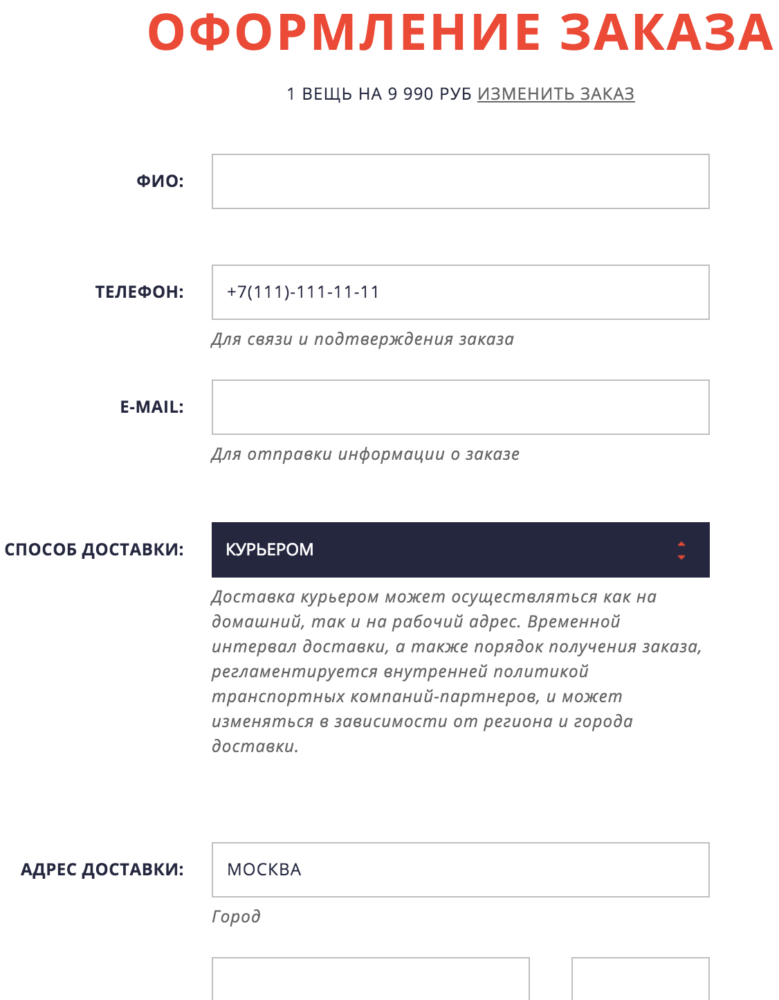 ОФОРМЛЕНИЕ ЗАКАЗА
1 ВЕЩЬ НА 9 990 РУБ ИЗМЕНИТЬ ЗАКАЗ
ФИО:
ТЕЛЕФОН: +7(111)-111-11-11
Для связи и подтверждения заказа
E-MAIL:
Для отправки информации о заказе
СПОСОБ ДОСТАВКИ: КУРЬЕРОМ
Доставка курьером может осуществляться как на
домашний, так и на рабочий адрес. Временной
интервал доставки, а также порядок получения заказа,
регламентируется внутренней политикой
транспортных компаний-партнеров, и может
изменяться в зависимости от региона и города
доставки.
АДРЕС ДОСТАВКИ: МОСКВА
Город